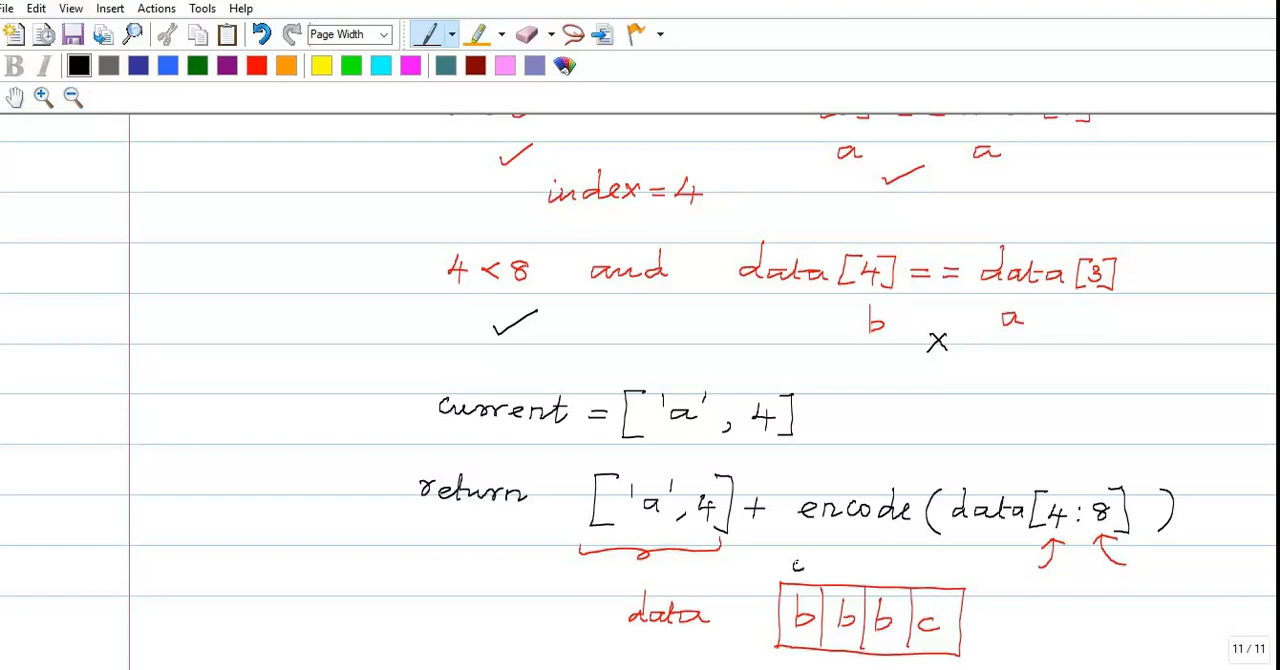 File Edit View Insert Actions Tools Help
Page Width
B I
a a
index = 4
4 < 8 and data [4] == data [3]
b a
x
current = ['a', 4]
return ['a', 4] + encode (data [4 : 8])
data b b b c
11 / 11